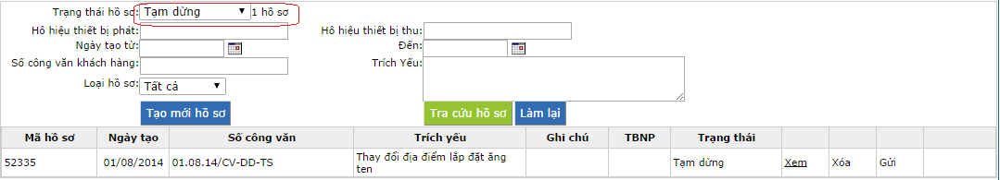 Trạng thái hồ sơ: Tạm dừng 1 hồ sơ
Hô hiệu thiết bị phát: Hô hiệu thiết bị thu:
Ngày tạo từ: Đến:
Số công văn khách hàng: Trích Yếu:
Loại hồ sơ: Tất cả
Tạo mới hồ sơ Tra cứu hồ sơ Làm lại
Mã hồ sơ Ngày tạo Số công văn Trích yếu Ghi chú TBNP Trạng thái
52335 01/08/2014 01.08.14/CV-DD-TS Thay đổi địa điểm lắp đặt ăng ten Tạm dừng Xem Xóa Gửi